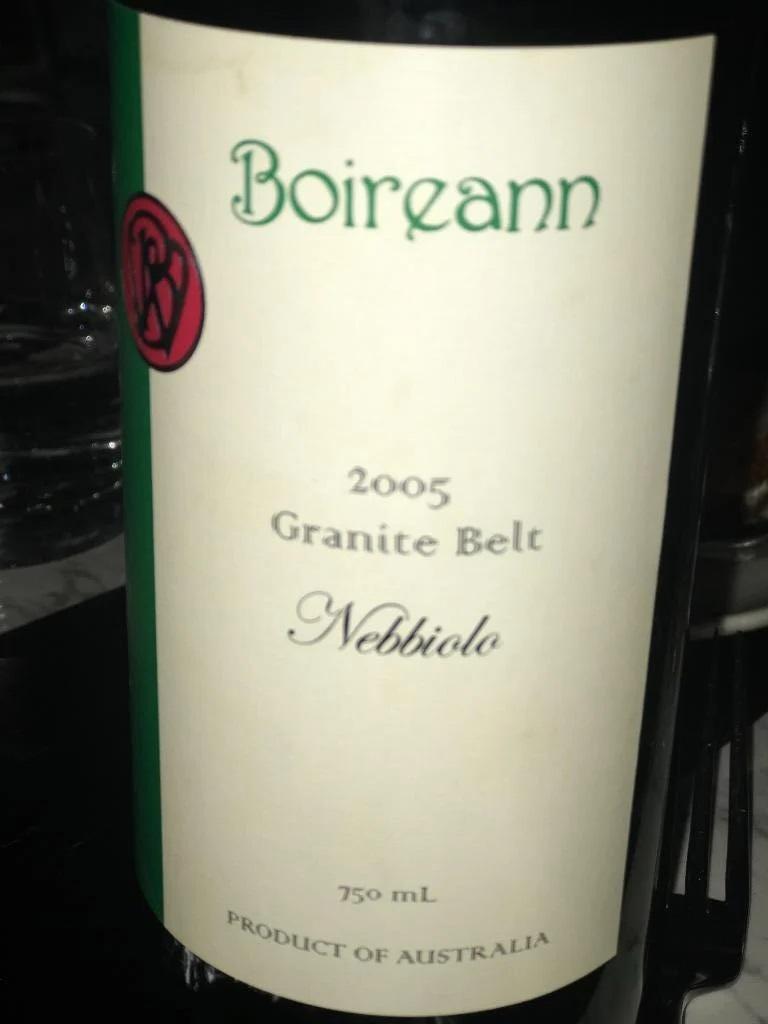 Boireann
2005
Granite Belt
Nebbiolo
750 mL
PRODUCT OF AUSTRALIA